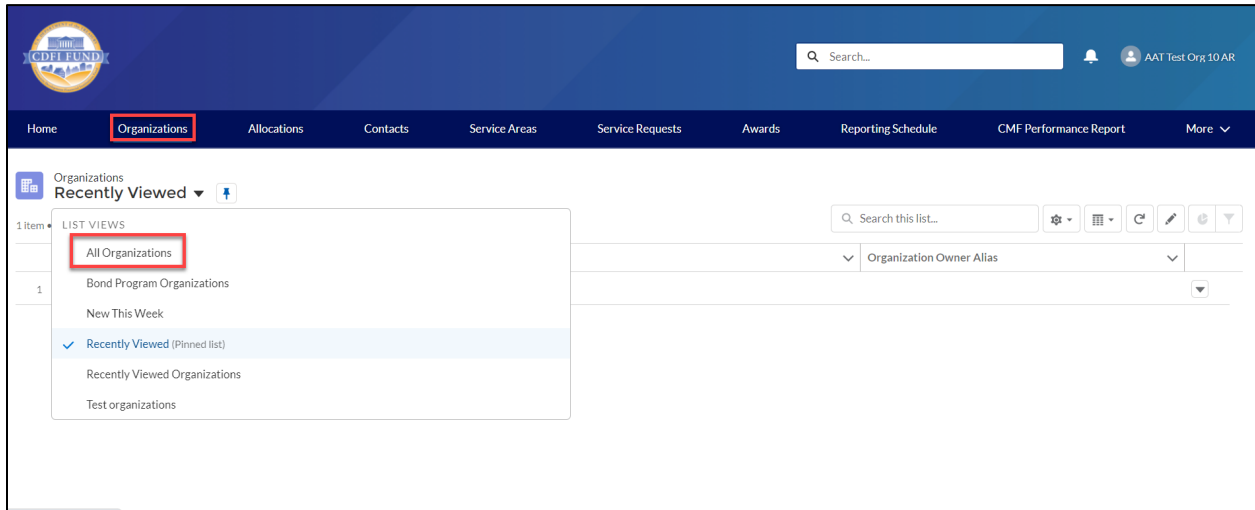 CDFI FUND
Search...
AAT Test Org 10 AR
Home Organizations Allocations Contacts Service Areas Service Requests Awards Reporting Schedule CMF Performance Report More
Organizations
Recently Viewed
1 item •
LIST VIEWS
Search this list...
All Organizations
Organization Owner Alias
1
Bond Program Organizations
New This Week
Recently Viewed (Pinned list)
Recently Viewed Organizations
Test organizations